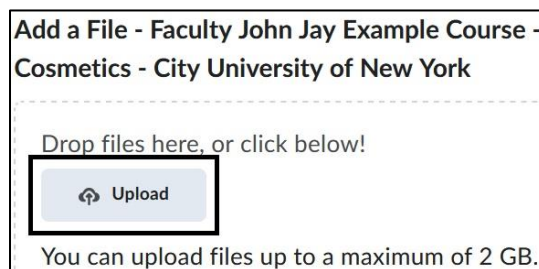 Add a File - Faculty John Jay Example Course -
Cosmetics - City University of New York
Drop files here, or click below!
Upload
You can upload files up to a maximum of 2 GB.